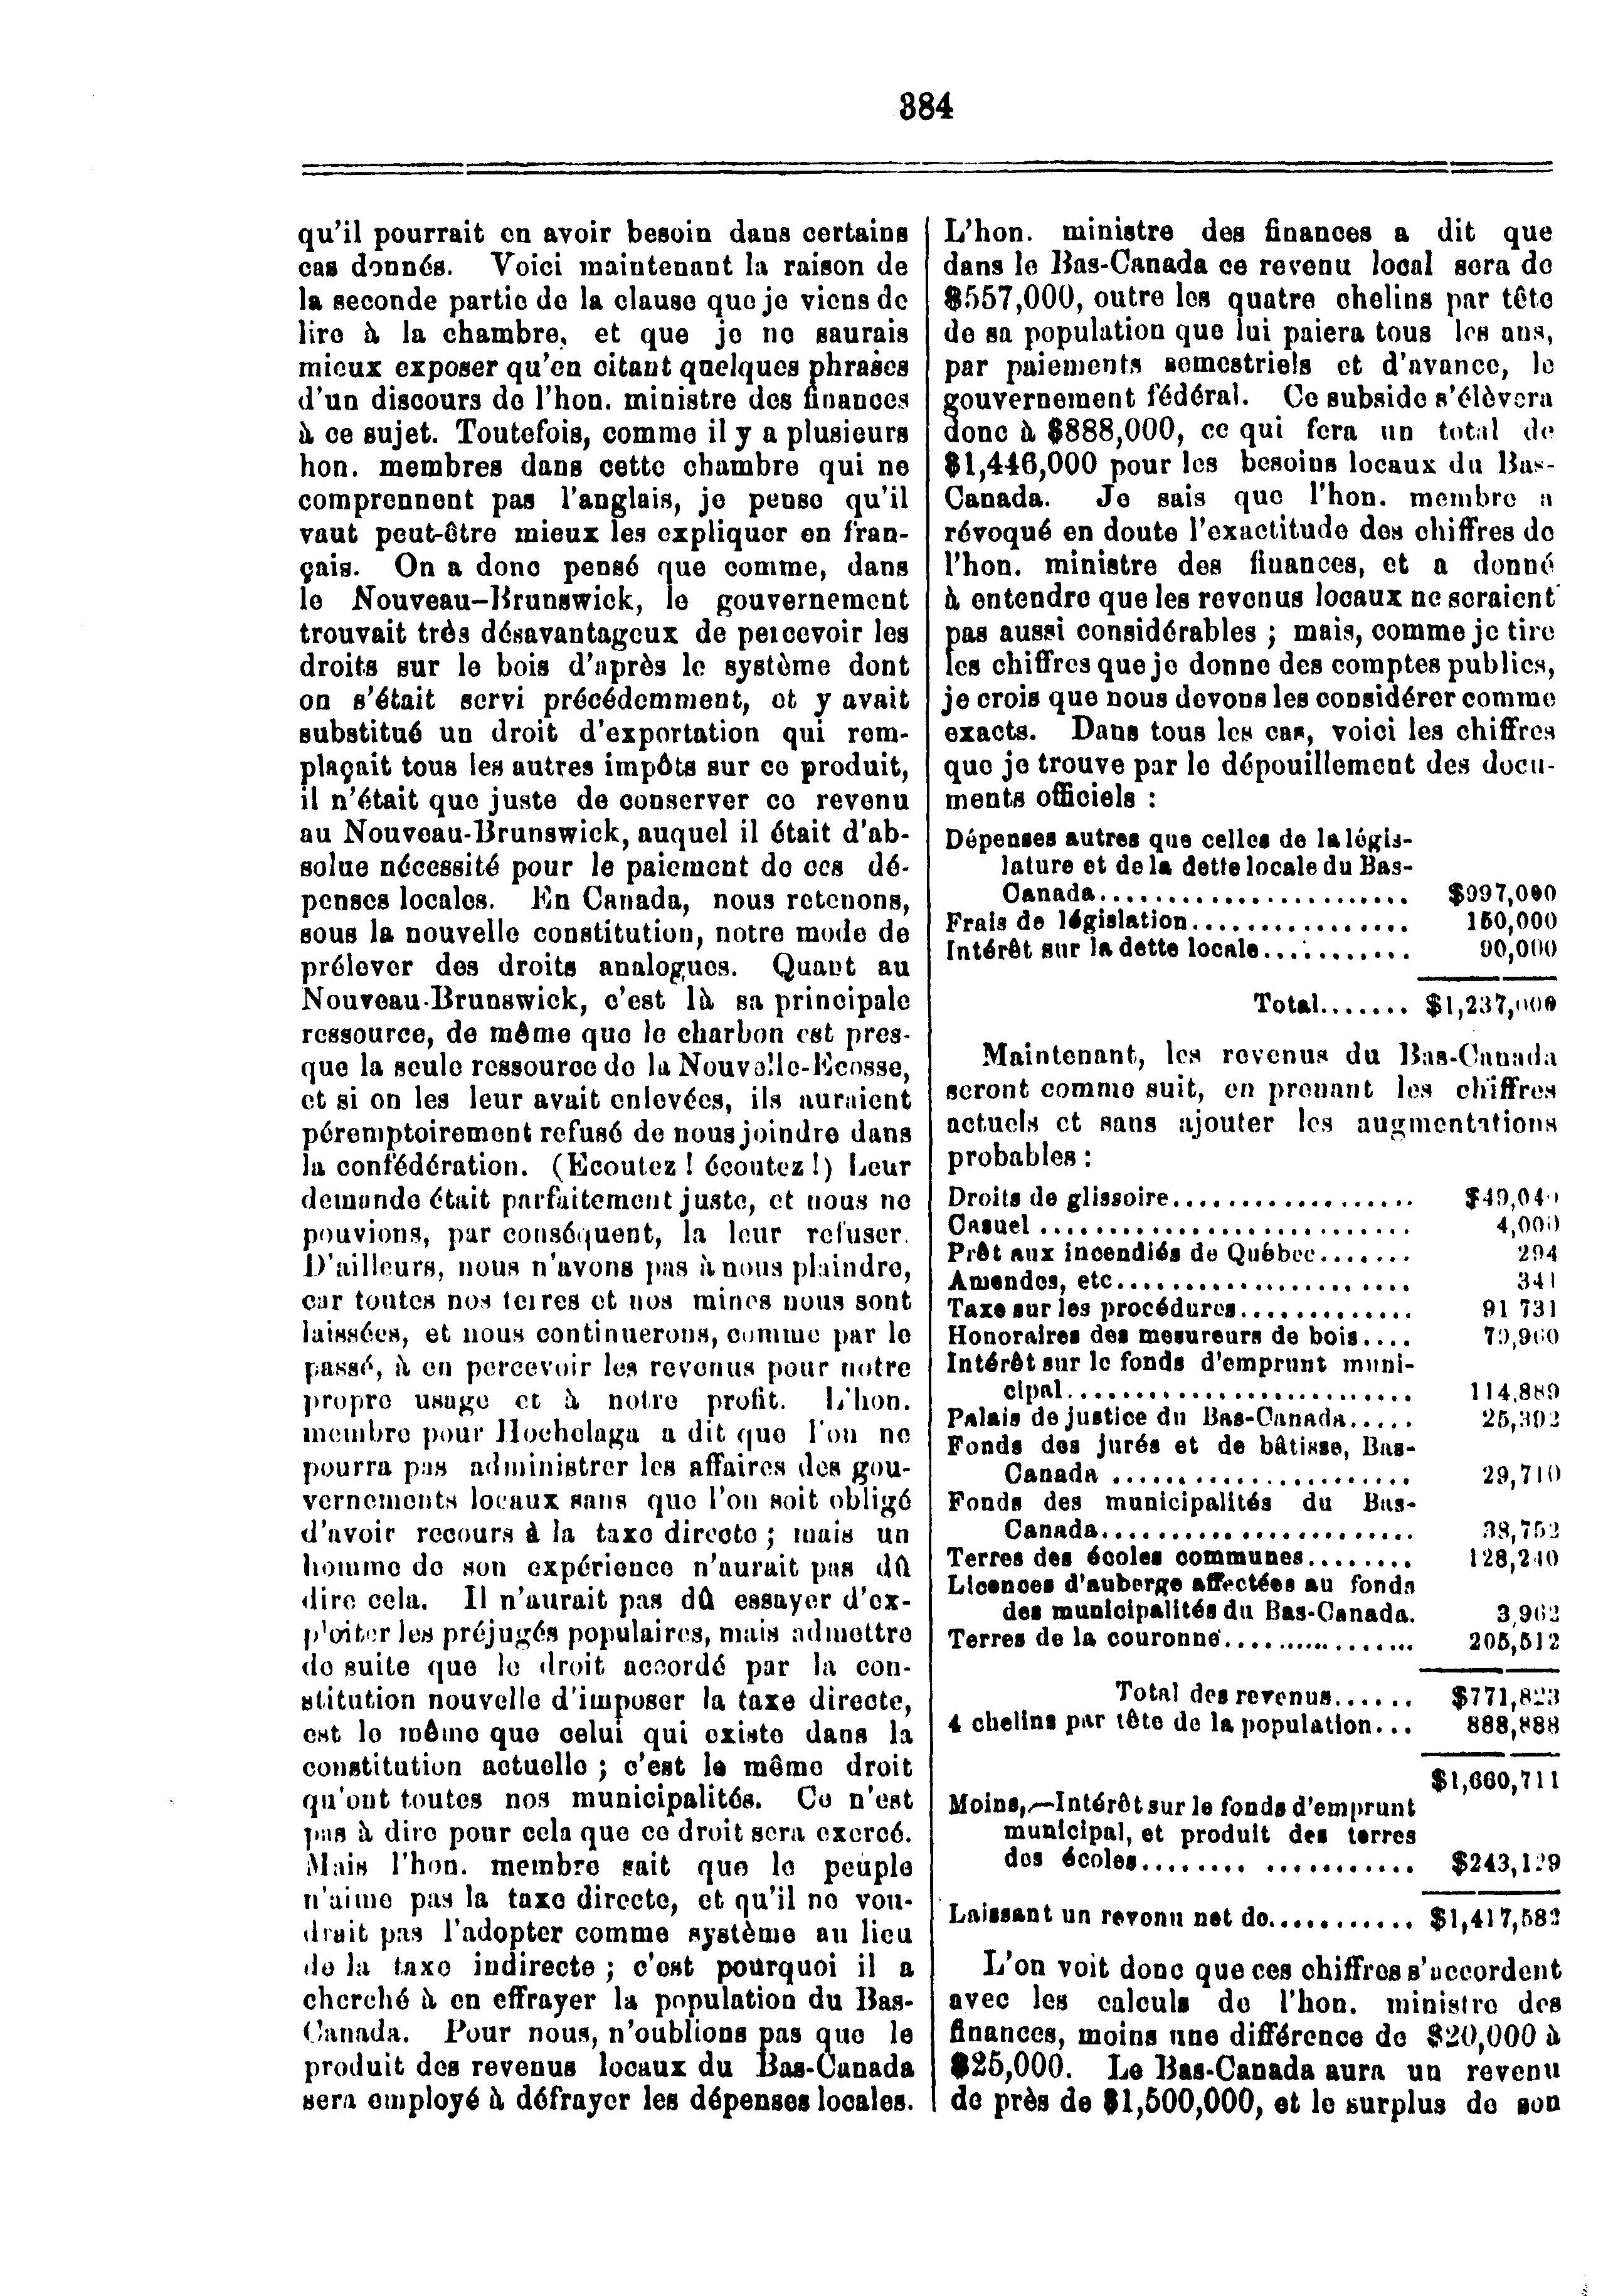 384
qu'il pourrait en avoir besoin dans certains
cas donnés. Voici maintenant la raison de
la seconde partie de la clause que je viens de
lire à la chambre, et que je ne saurais
mieux exposer qu'en citant quelques phrases
d'un discours de l'hon. ministre des finances
à ce sujet. Toutefois, comme il y a plusieurs
hon. membres dans cette chambre qui ne
comprennent pas l'anglais, je pense qu'il
vaut peut-être mieux les expliquer en fran-
çais. On a donc pensé que comme, dans
le Nouveau-Brunswick, le gouvernement
trouvait très désavantageux de percevoir les
droits sur le bois d'après le système dont
on s'était servi précédemment, et y avait
substitué un droit d'exportation qui rem-
plaçait tous les autres impôts sur ce produit,
il n'était que juste de conserver ce revenu
au Nouveau-Brunswick, auquel il était d'ab-
solue nécessité pour le paiement de ces dé-
penses locales. En Canada, nous retenons,
sous la nouvelle constitution, notre mode de
prélever des droits analogues. Quant au
Nouveau-Brunswick, c'est là sa principale
ressource, de même que le charbon est pres-
que la seule ressource de la Nouvelle-Ecosse,
et si on les leur avait enlevées, ils auraient
péremptoirement refusé de nous joindre dans
la confédération. (Ecoutez ! écoutez !) Leur
demande était parfaitement juste, et nous ne
pouvions, par conséquent, la leur refuser.
D'ailleurs, nous n'avons pas à nous plaindre,
car toutes nos terres et nos mines nous sont
laissées, et nous continuerons, comme par le
passé, à en percevoir les revenus pour notre
propre usage et à notre profit. L'hon.
membre pour Hochelaga a dit que l'on ne
pourra pas administrer les affaires des gou-
vernements locaux sans que l'on soit obligé
d'avoir recours à la taxe directe ; mais un
homme de son expérience n'aurait pas dû
dire cela. Il n'aurait pas dû essayer d'ex-
ploiter les préjugés populaires, mais admettre
de suite que le droit accordé par la con-
stitution nouvelle d'imposer la taxe directe,
est le même que celui qui existe dans la
constitution actuelle ; c'est le même droit
qu'ont toutes nos municipalités. Ce n'est
pas à dire pour cela que ce droit sera exercé.
Mais l'hon. membre sait que le peuple
n'aime pas la taxe directe, et qu'il ne vou-
drait pas l'adopter comme système au lieu
de la taxe indirecte ; c'est pourquoi il a
cherché à en effrayer la population du Bas-
Canada. Pour nous, n'oublions pas que le
produit des revenus locaux du Bas-Canada
sera employé à défrayer les dépenses locales.
L'hon. ministre des finances a dit que
dans le Bas-Canada ce revenu local sera de
$557,000, outre les quatre chelins par tête
de sa population que lui paiera tous les ans,
par paiements semestriels et d'avance, le
gouvernement fédéral. Ce subside s'élèvera
donc à $888,000, ce qui fera un total de
$1,446,000 pour les besoins locaux du Bas-
Canada. Je sais que l'hon. membre a
révoqué en doute l'exactitude des chiffres de
l'hon. ministre des finances, et a donné
à entendre que les revenus locaux ne seraient
pas aussi considérables ; mais, comme je tire
les chiffres que je donne des comptes publics,
je crois que nous devons les considérer comme
exacts. Dans tous les cas, voici les chiffres
que je trouve par le dépouillement des docu-
ments officiels :
Dépenses autres que celles de la légis-
lature et de la dette locale du Bas-
Canada....................... $997,000
Frais de législation................ 150,000
Intérêt sur la dette locale........... 90,000
Total....... $1,237,000
Maintenant, les revenus du Bas-Canada
seront comme suit, en prenant les chiffres
actuels et sans ajouter les augmentations
probables :
Droits de glissoire.................. $49,040
Casuel ........................... 4,000
Prêt aux incendiés de Québec....... 294
Amendes, etc...................... 341
Taxe sur les procédures............. 91 731
Honoraires des mesureurs de bois.... 79,960
Intérêt sur le fonds d'emprunt muni-
cipal.......................... 114,889
Palais de justice du Bas-Canada..... 25,392
Fonds des jurés et de bâtisse, Bas-
Canada ...................... 29,710
Fonds des municipalités du Bas-
Canada....................... 38,752
Terres des écoles communes........ 128,240
Licences d'auberge affectées au fonds
des municipalités du Bas-Canada. 3,962
Terres de la couronne.............. 205,512
Total des revenus...... $771,823
4 chelins par tête de la population... 888,888
$1,660,711
Moins,—Intérêt sur le fonds d'emprunt
municipal, et produit des terres
des écoles........ ........... $243,129
Laissant un revenu net de........... $1,417,582
L'on voit donc que ces chiffres s'accordent
avec les calculs de l'hon. ministre des
finances, moins une différence de $20,000 à
$25,000. Le Bas-Canada aura un revenu
de près de $1,500,000, et le surplus de son